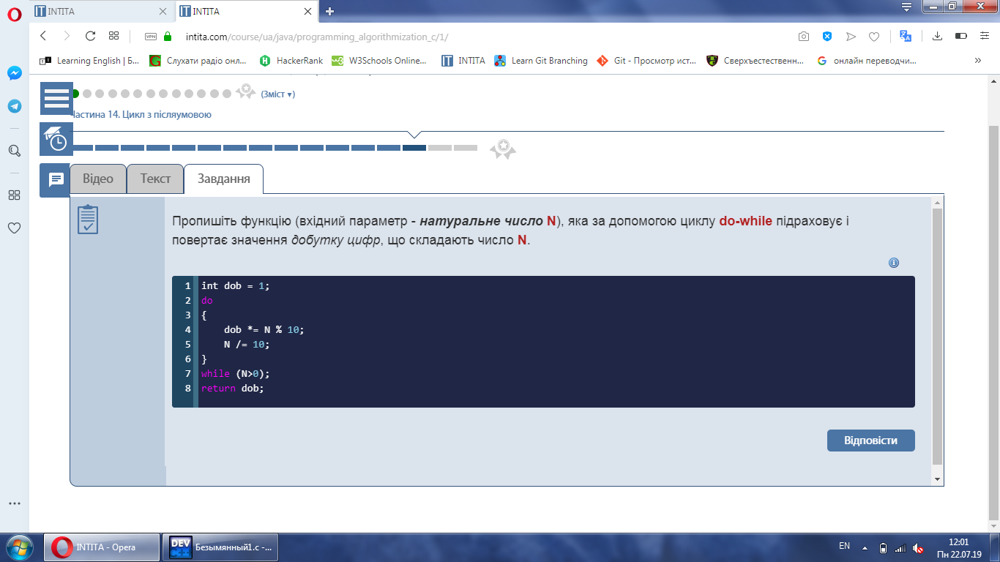 INTITA
INTITA
VPN
intita.com/course/ua/java/programming_algorithmization_c/1/
Learning English | Б...
Слухати радіо онл...
HackerRank
W3Schools Online...
INTITA
Learn Git Branching
Git - Просмотр ист...
Сверхъестественн...
онлайн переводчи...
(Зміст ▾)
Частина 14. Цикл з післяумовою
Відео
Текст
Завдання
Пропишіть функцію (вхідний параметр - натуральне число N), яка за допомогою циклу do-while підраховує і
повертає значення добутку цифр, що складають число N.
1 int dob = 1;
2 do
3 {
4 dob *= N % 10;
5 N /= 10;
6 }
7 while (N>0);
8 return dob;
Відповісти
INTITA - Opera
DEV
C++
Безымянный1.c -...
EN
12:01
Пн 22.07.19